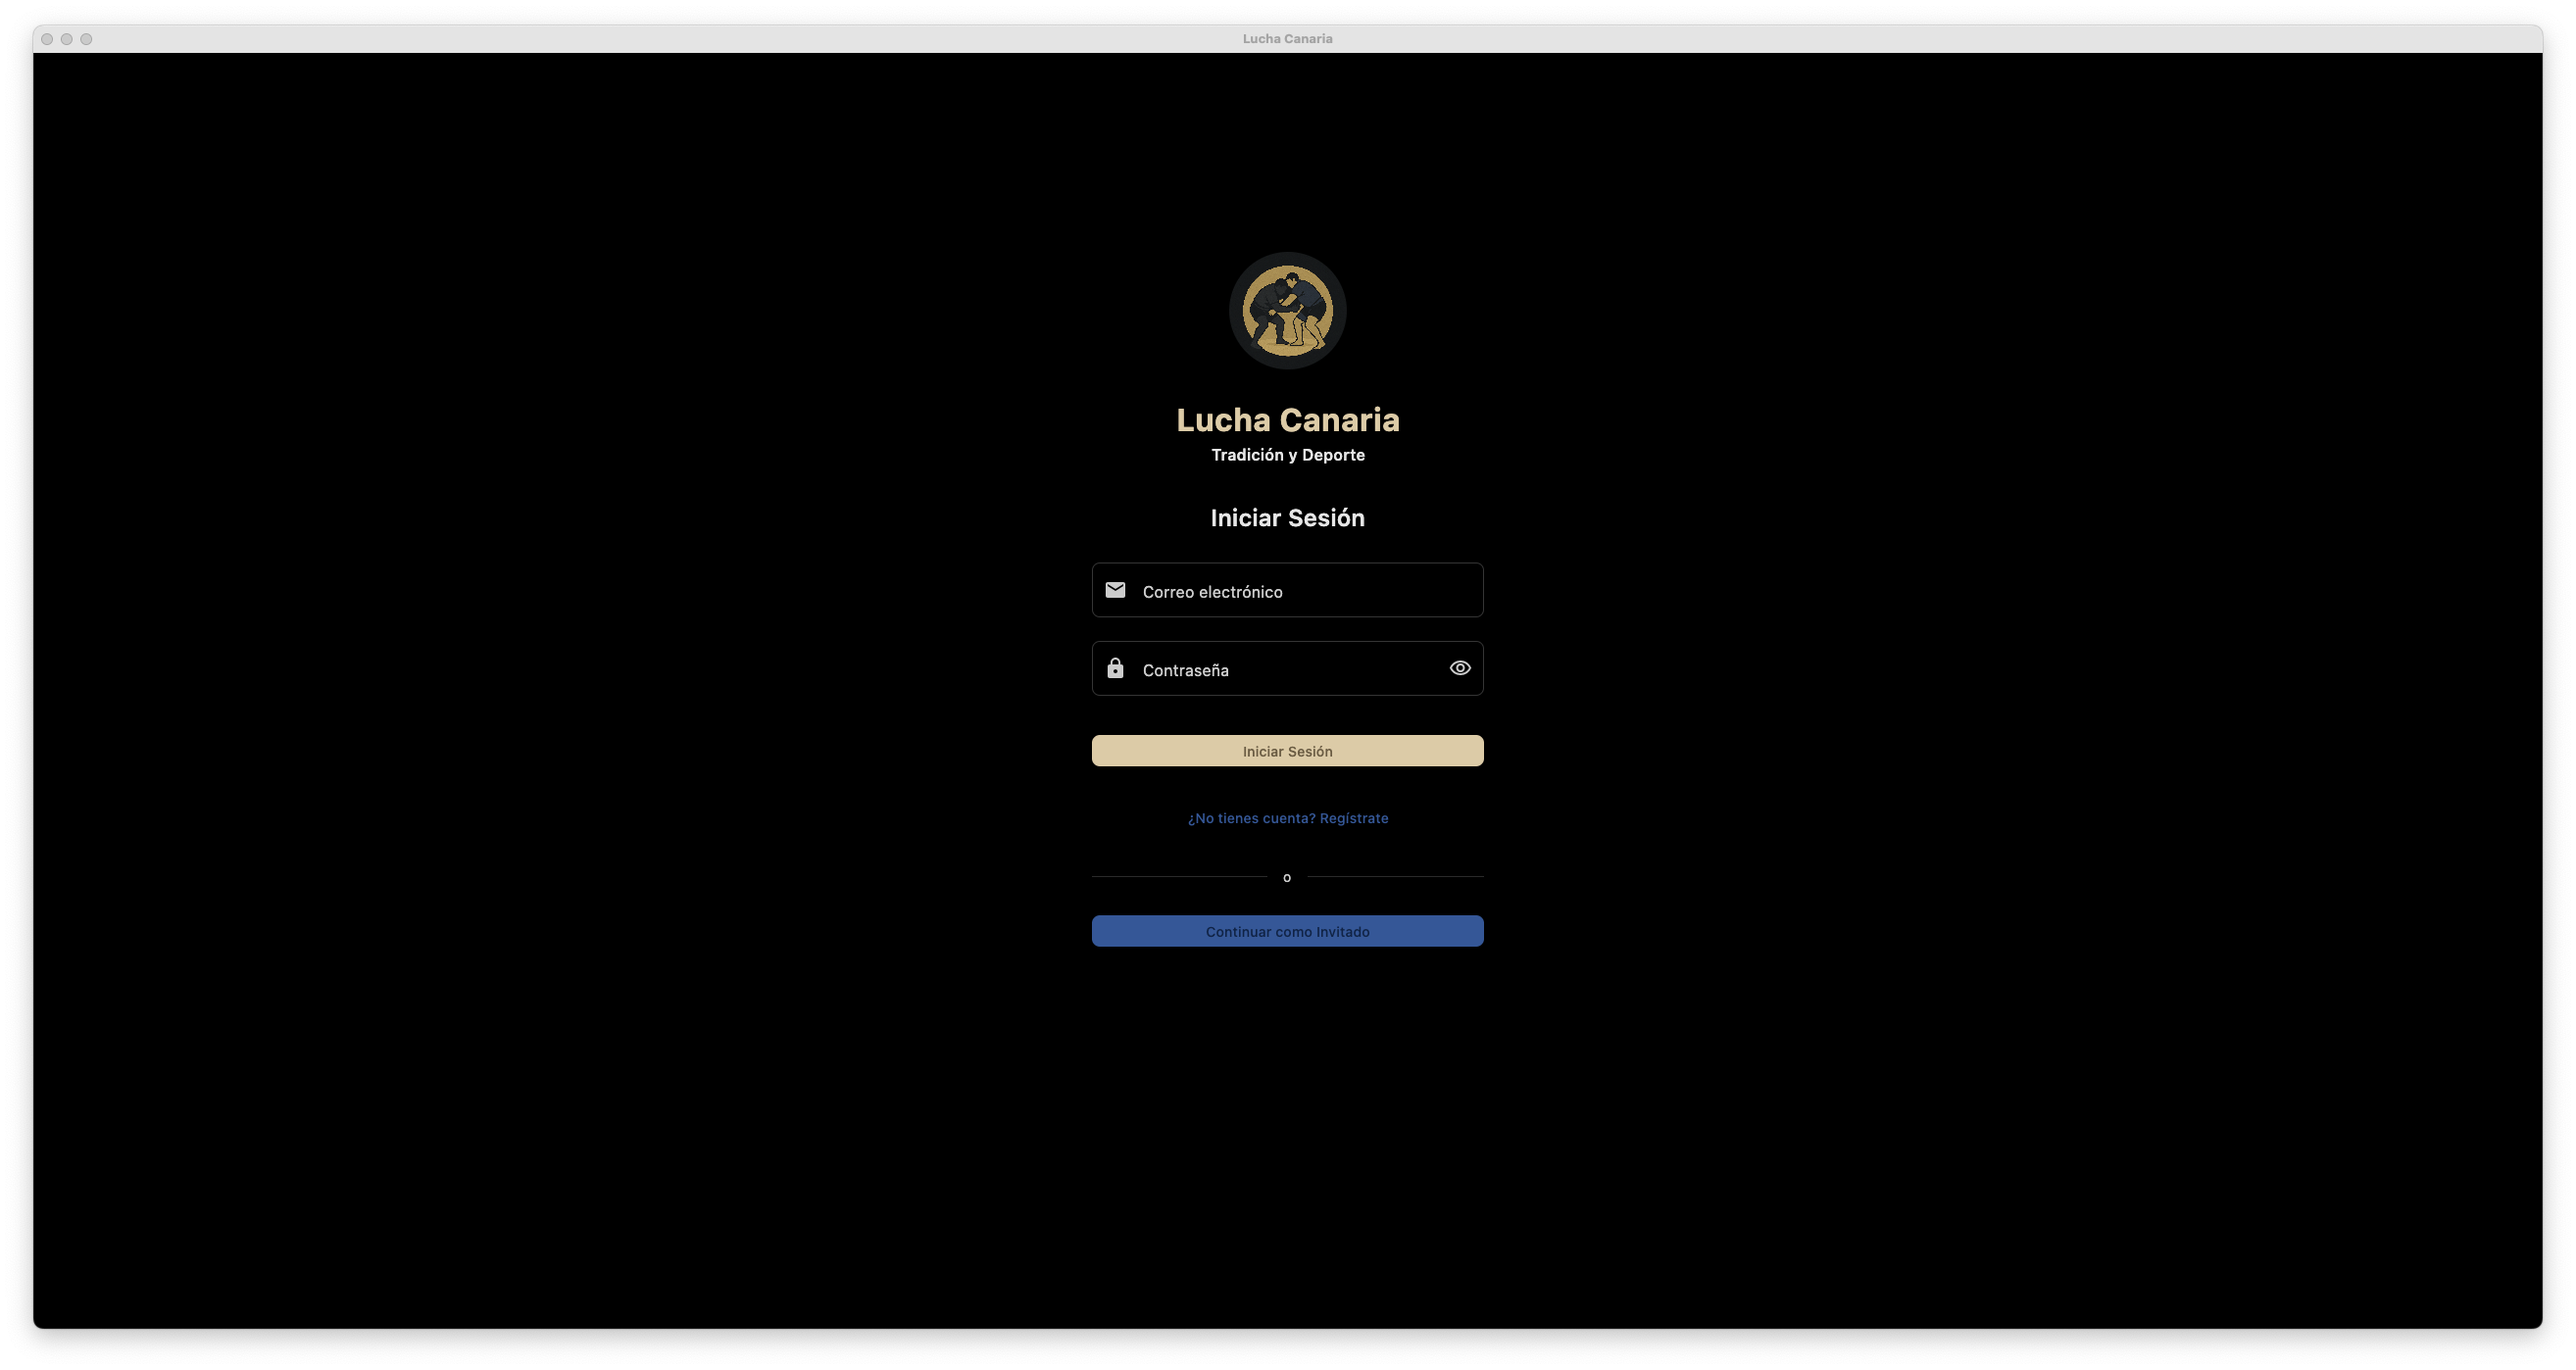 Lucha Canaria
Lucha Canaria
Tradición y Deporte
Iniciar Sesión
Correo electrónico
Contraseña
Iniciar Sesión
¿No tienes cuenta? Regístrate
o
Continuar como Invitado